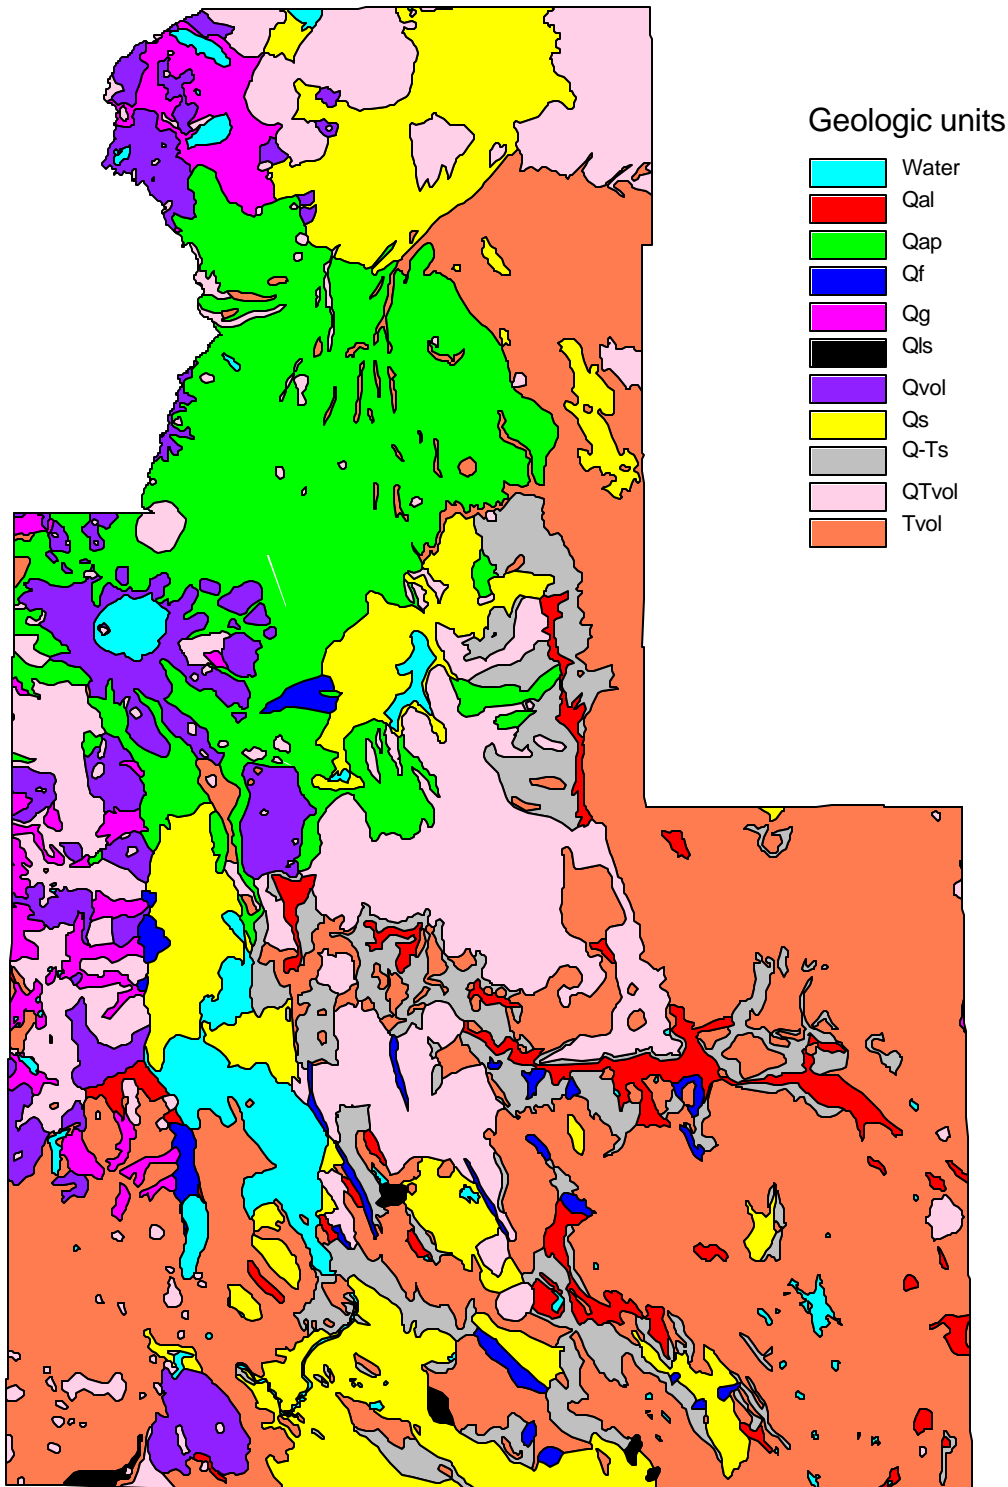 Geologic units
Water
Qal
Qap
Qf
Qg
Qls
Qvol
Qs
Q-Ts
QTvol
Tvol